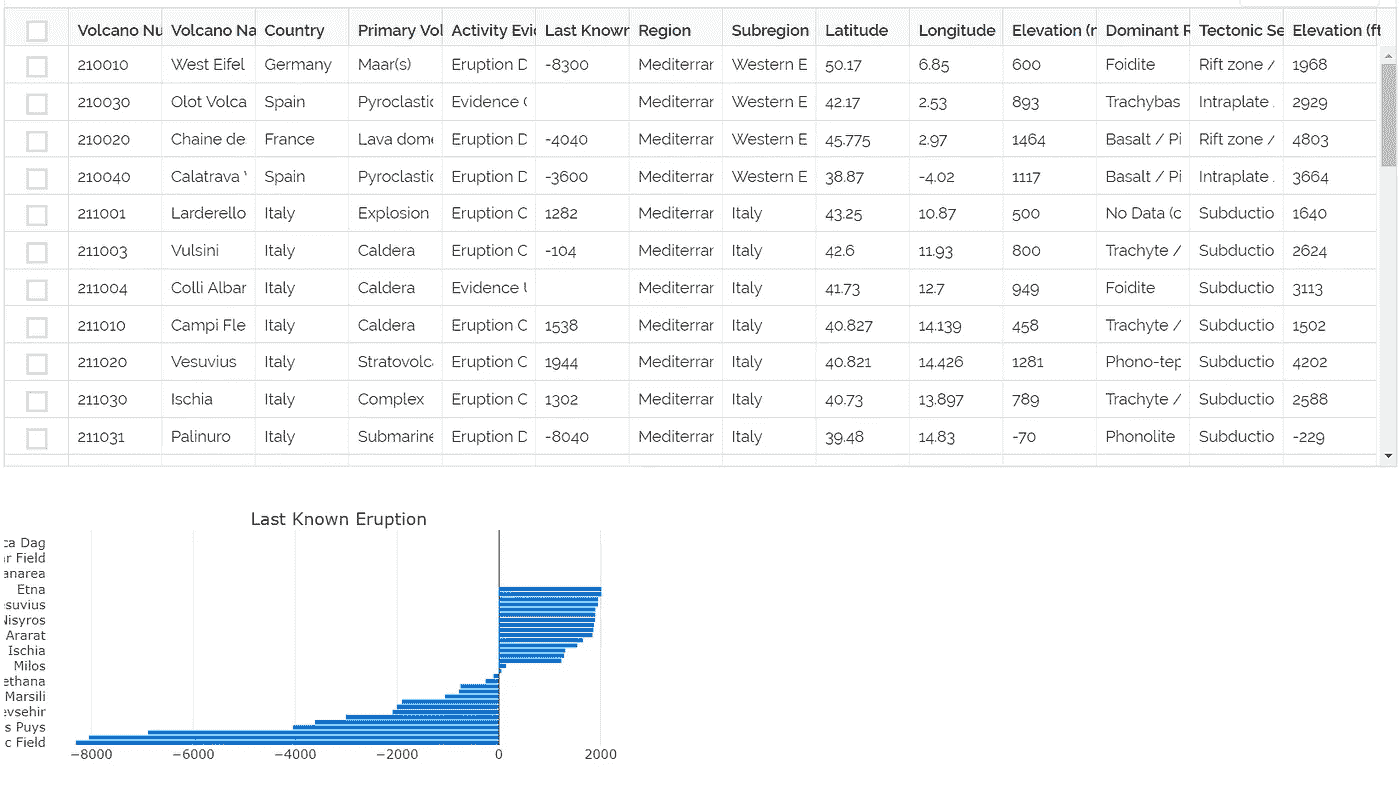 Volcano Nu Volcano Na Country Primary Vol Activity Evid Last Known Region Subregion Latitude Longitude Elevation (m Dominant R Tectonic Se Elevation (ft
210010 West Eifel Germany Maar(s) Eruption D -8300 Mediterrar Western E 50.17 6.85 600 Foidite Rift zone / 1968
210030 Olot Volca Spain Pyroclastic Evidence C Mediterrar Western E 42.17 2.53 893 Trachybas Intraplate 2929
210020 Chaine de France Lava dome Eruption D -4040 Mediterrar Western E 45.775 2.97 1464 Basalt / Pi Rift zone / 4803
210040 Calatrava Spain Pyroclastic Eruption D -3600 Mediterrar Western E 38.87 -4.02 1117 Basalt / Pi Intraplate 3664
211001 Larderello Italy Explosion Eruption C 1282 Mediterrar Italy 43.25 10.87 500 No Data (c Subductio 1640
211003 Vulsini Italy Caldera Eruption C -104 Mediterrar Italy 42.6 11.93 800 Trachyte / Subductio 2624
211004 Colli Albar Italy Caldera Evidence U Mediterrar Italy 41.73 12.7 949 Foidite Subductio 3113
211010 Campi Fle Italy Caldera Eruption C 1538 Mediterrar Italy 40.827 14.139 458 Trachyte / Subductio 1502
211020 Vesuvius Italy Stratovolca Eruption C 1944 Mediterrar Italy 40.821 14.426 1281 Phono-tep Subductio 4202
211030 Ischia Italy Complex Eruption C 1302 Mediterrar Italy 40.73 13.897 789 Trachyte / Subductio 2588
211031 Palinuro Italy Submarine Eruption D -8040 Mediterrar Italy 39.48 14.83 -70 Phonolite Subductio -229
Last Known Eruption
ca Dag
ar Field
anarea
Etna
esuvius
Nisyros
Ararat
Ischia
Milos
ethana
Marsili
evsehir
s Puys
c Field
−8000 −6000 −4000 −2000 0 2000